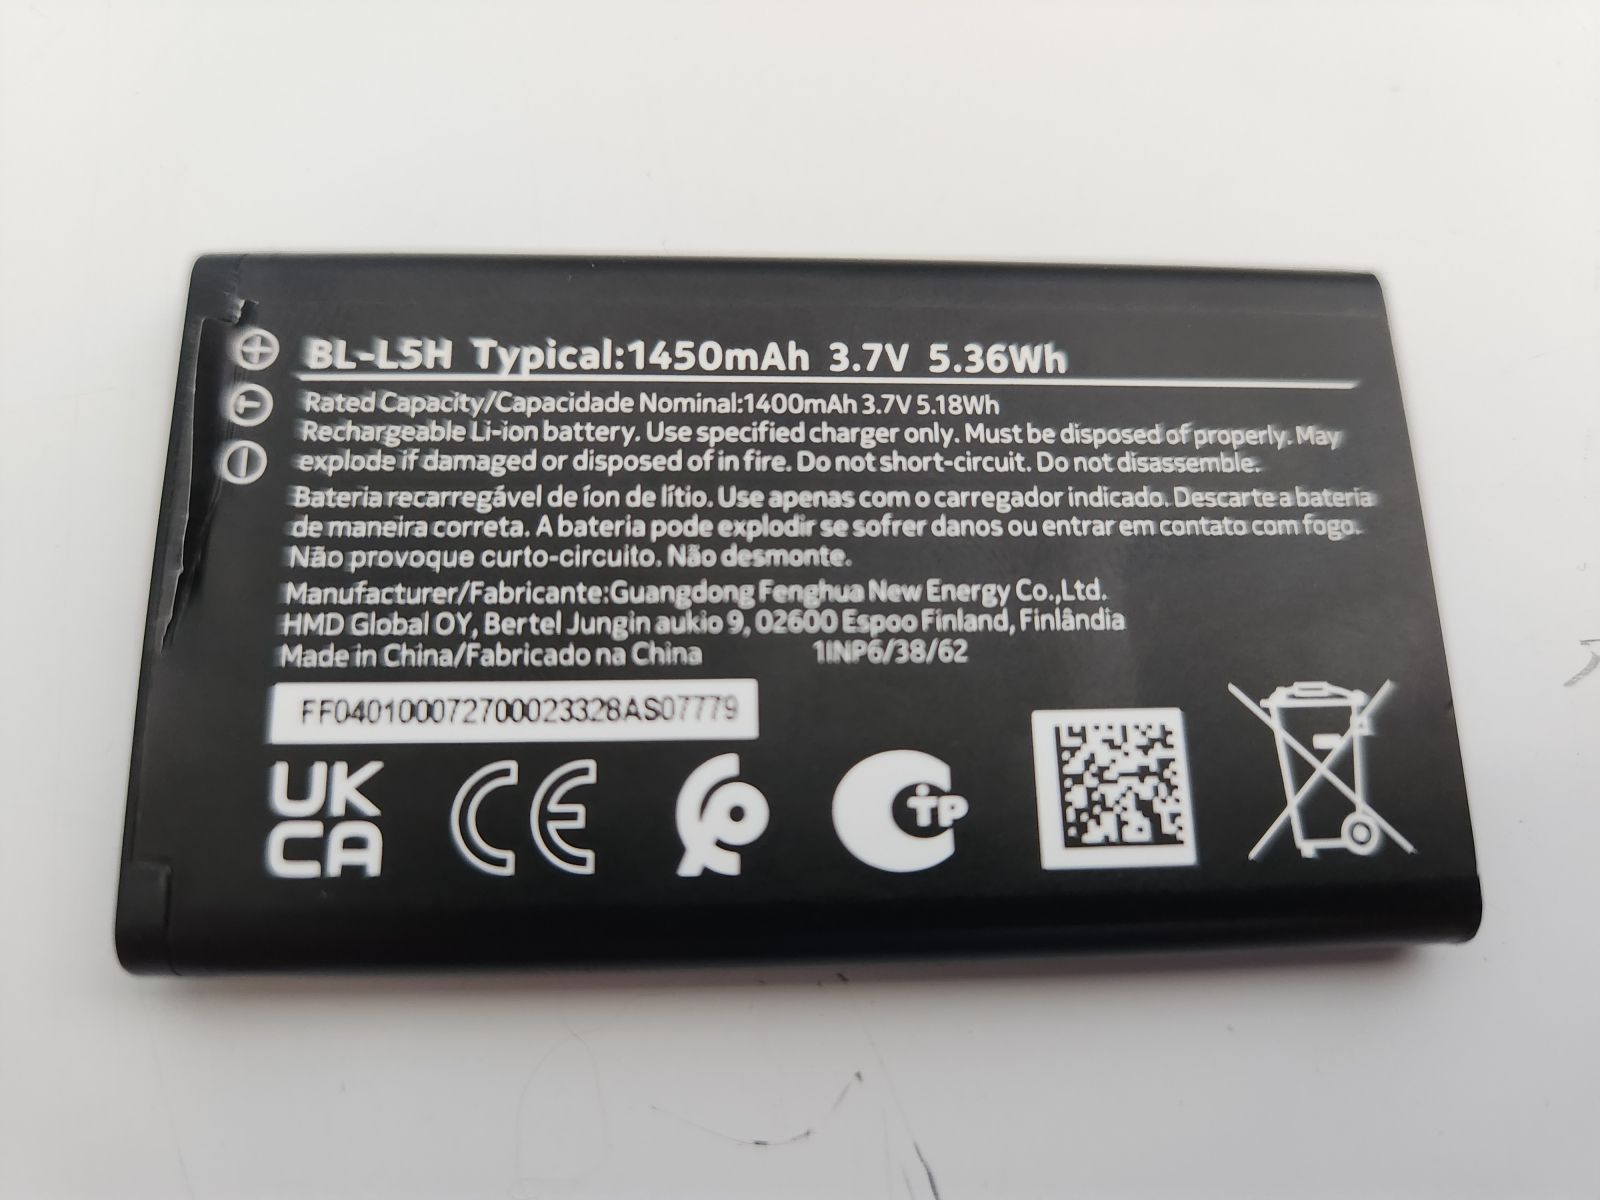 BL-L5H Typical:1450mAh 3.7V 5.36Wh
Rated Capacity/Capacidade Nominal:1400mAh 3.7V 5.18Wh
Rechargeable Li-ion battery. Use specified charger only. Must be disposed of properly. May
explode if damaged or disposed of in fire. Do not short-circuit. Do not disassemble.
Bateria recarregável de íon de lítio. Use apenas com o carregador indicado. Descarte a bateria
de maneira correta. A bateria pode explodir se sofrer danos ou entrar em contato com fogo.
Não provoque curto-circuito. Não desmonte.
Manufacturer/Fabricante:Guangdong Fenghua New Energy Co.,Ltd.
HMD Global OY, Bertel Jungin aukio 9, 02600 Espoo Finland, Finlândia
Made in China/Fabricado na China 1INP6/38/62
FF040100072700023328AS07779
UK
CA
CE
CTP